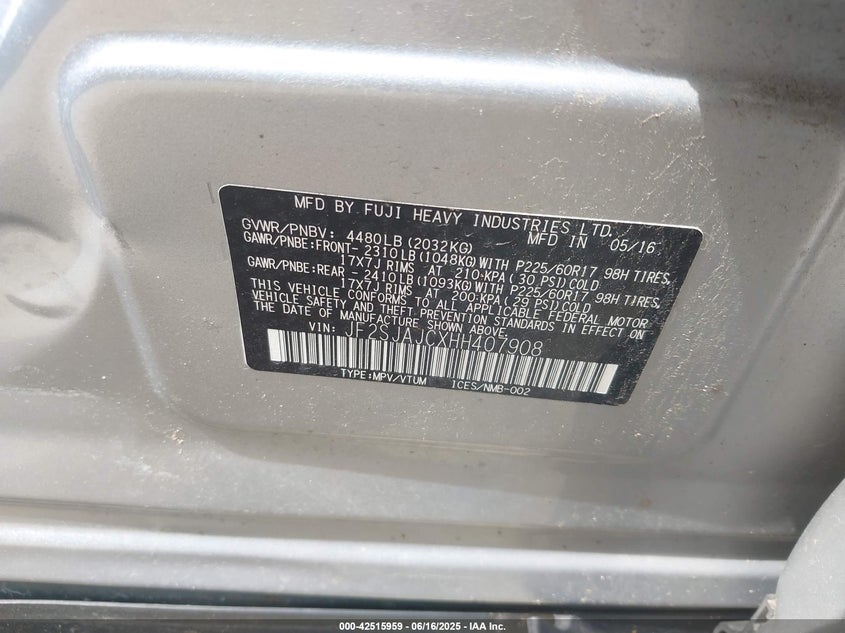 MFD BY FUJI HEAVY INDUSTRIES LTD.
GVWR/PNBV: 4480LB(2032KG) MFD IN 05/16
GAWR/PNBE:FRONT- 2310LB(1048KG)WITH P225/60R17 98H TIRES,
17X7J RIMS AT 210-KPA(30 PSI)COLD
GAWR/PNBE:REAR - 2410LB(1093KG)WITH P225/60R17 98H TIRES,
17X7J RIMS AT 200-KPA(29 PSI)COLD
THIS VEHICLE CONFORMS TO ALL APPLICABLE FEDERAL MOTOR
VEHICLE SAFETY AND THEFT PREVENTION STANDARDS IN EFFECT ON
THE DATE OF MANUFACTURE SHOWN ABOVE.
VIN: JF2SJAJCXHH407908
TYPE:MPV/VTUM ICES/NMB-002
000-42515959 - 06/16/2025 - IAA Inc.